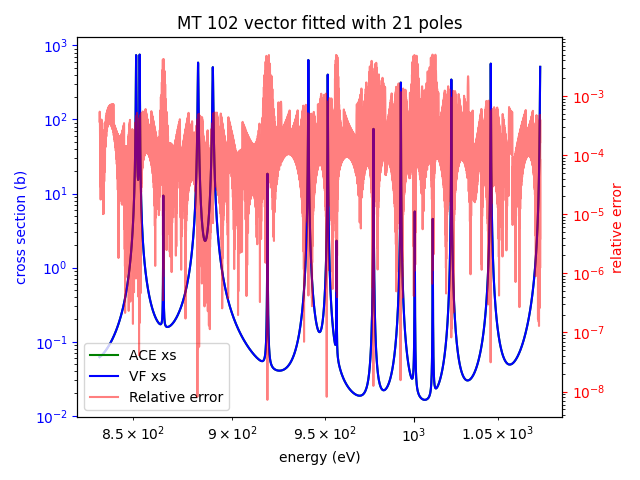 MT 102 vector fitted with 21 poles
cross section (b)
10³
10²
10¹
10⁰
10⁻¹
10⁻²
10⁻³
10⁻⁴
10⁻⁵
10⁻⁶
10⁻⁷
10⁻⁸
relative error
ACE xs
VF xs
Relative error
8.5 × 10² 9 × 10² 9.5 × 10² 10³ 1.05 × 10³
energy (eV)